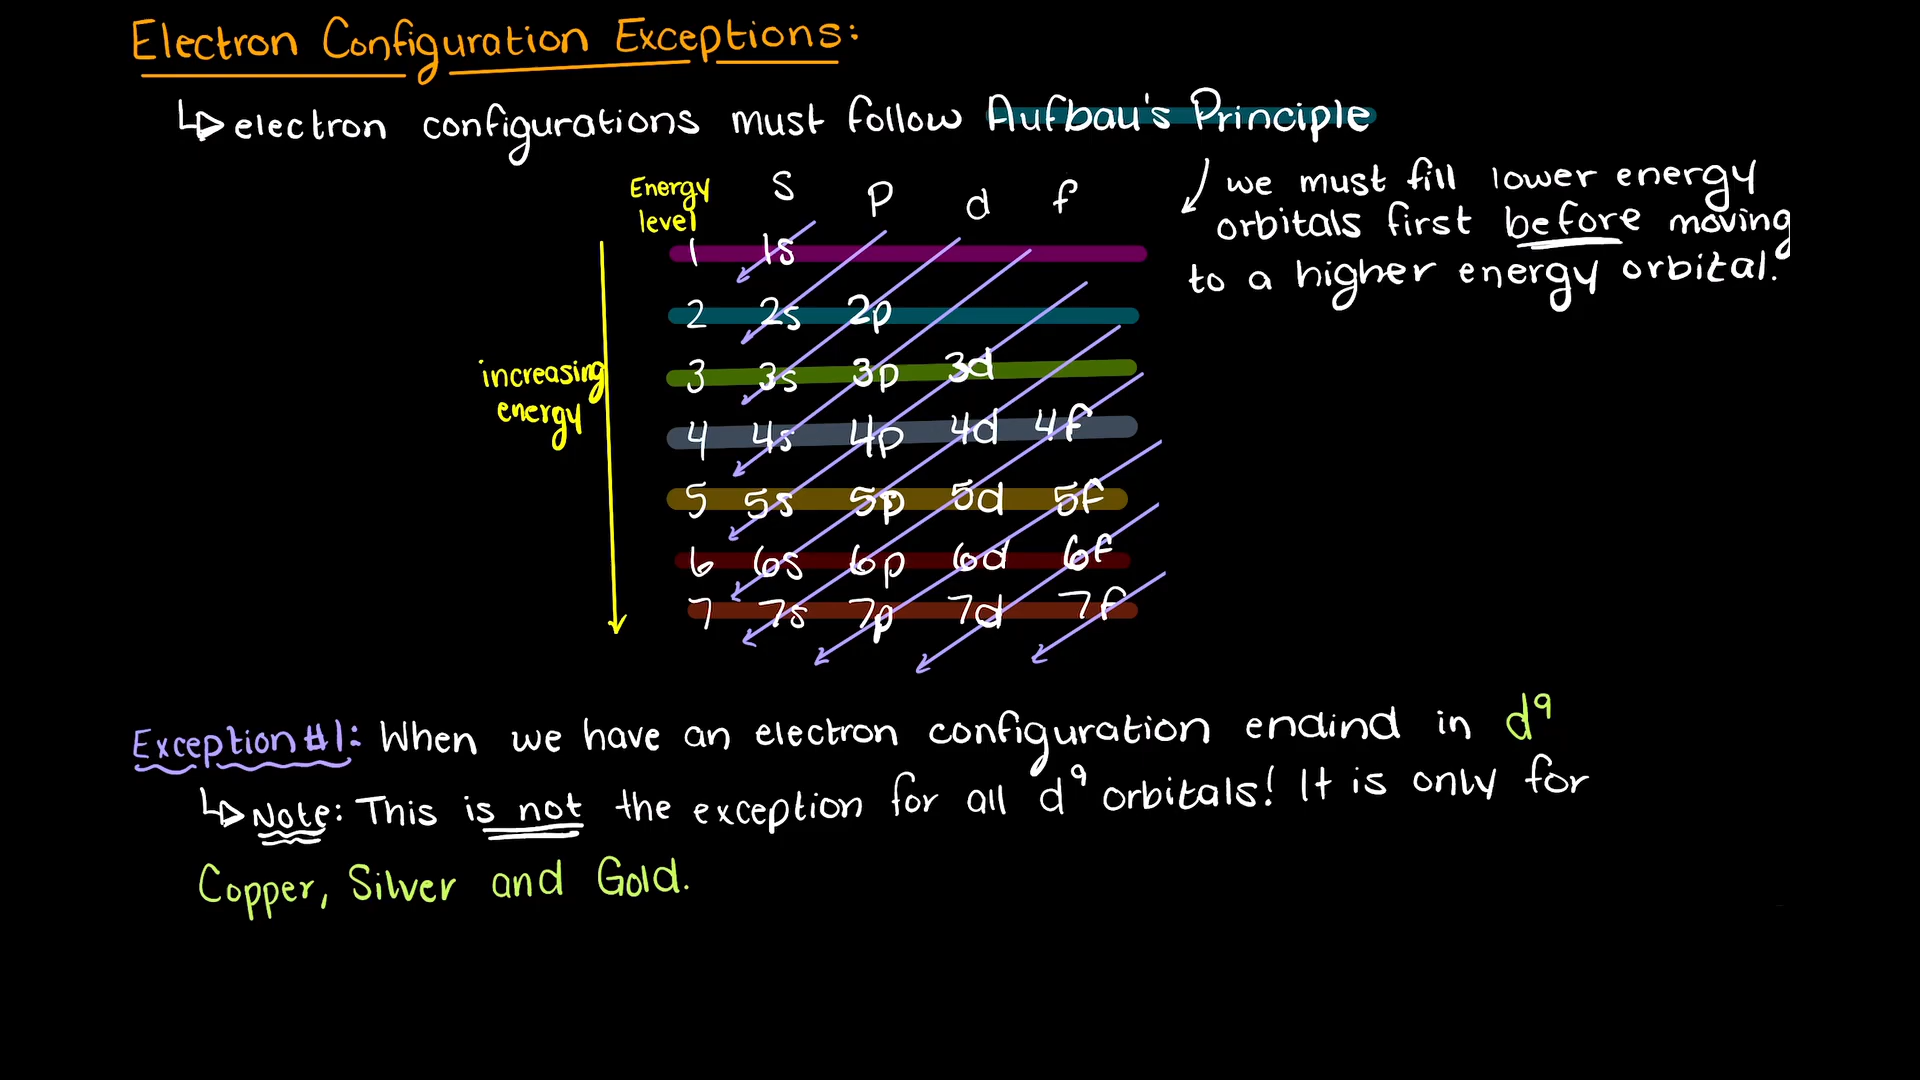 Electron Configuration Exceptions:
electron configurations must follow Aufbau's Principle
we must fill lower energy
orbitals first before moving
to a higher energy orbital.
Energy level s p d f
1 1s
2 2s 2p
3 3s 3p 3d
4 4s 4p 4d 4f
5 5s 5p 5d 5f
6 6s 6p 6d 6f
7 7s 7p 7d 7f
increasing
energy
Exception #1: When we have an electron configuration endind in d⁹
Note: This is not the exception for all d⁹ orbitals! It is only for
Copper, Silver and Gold.